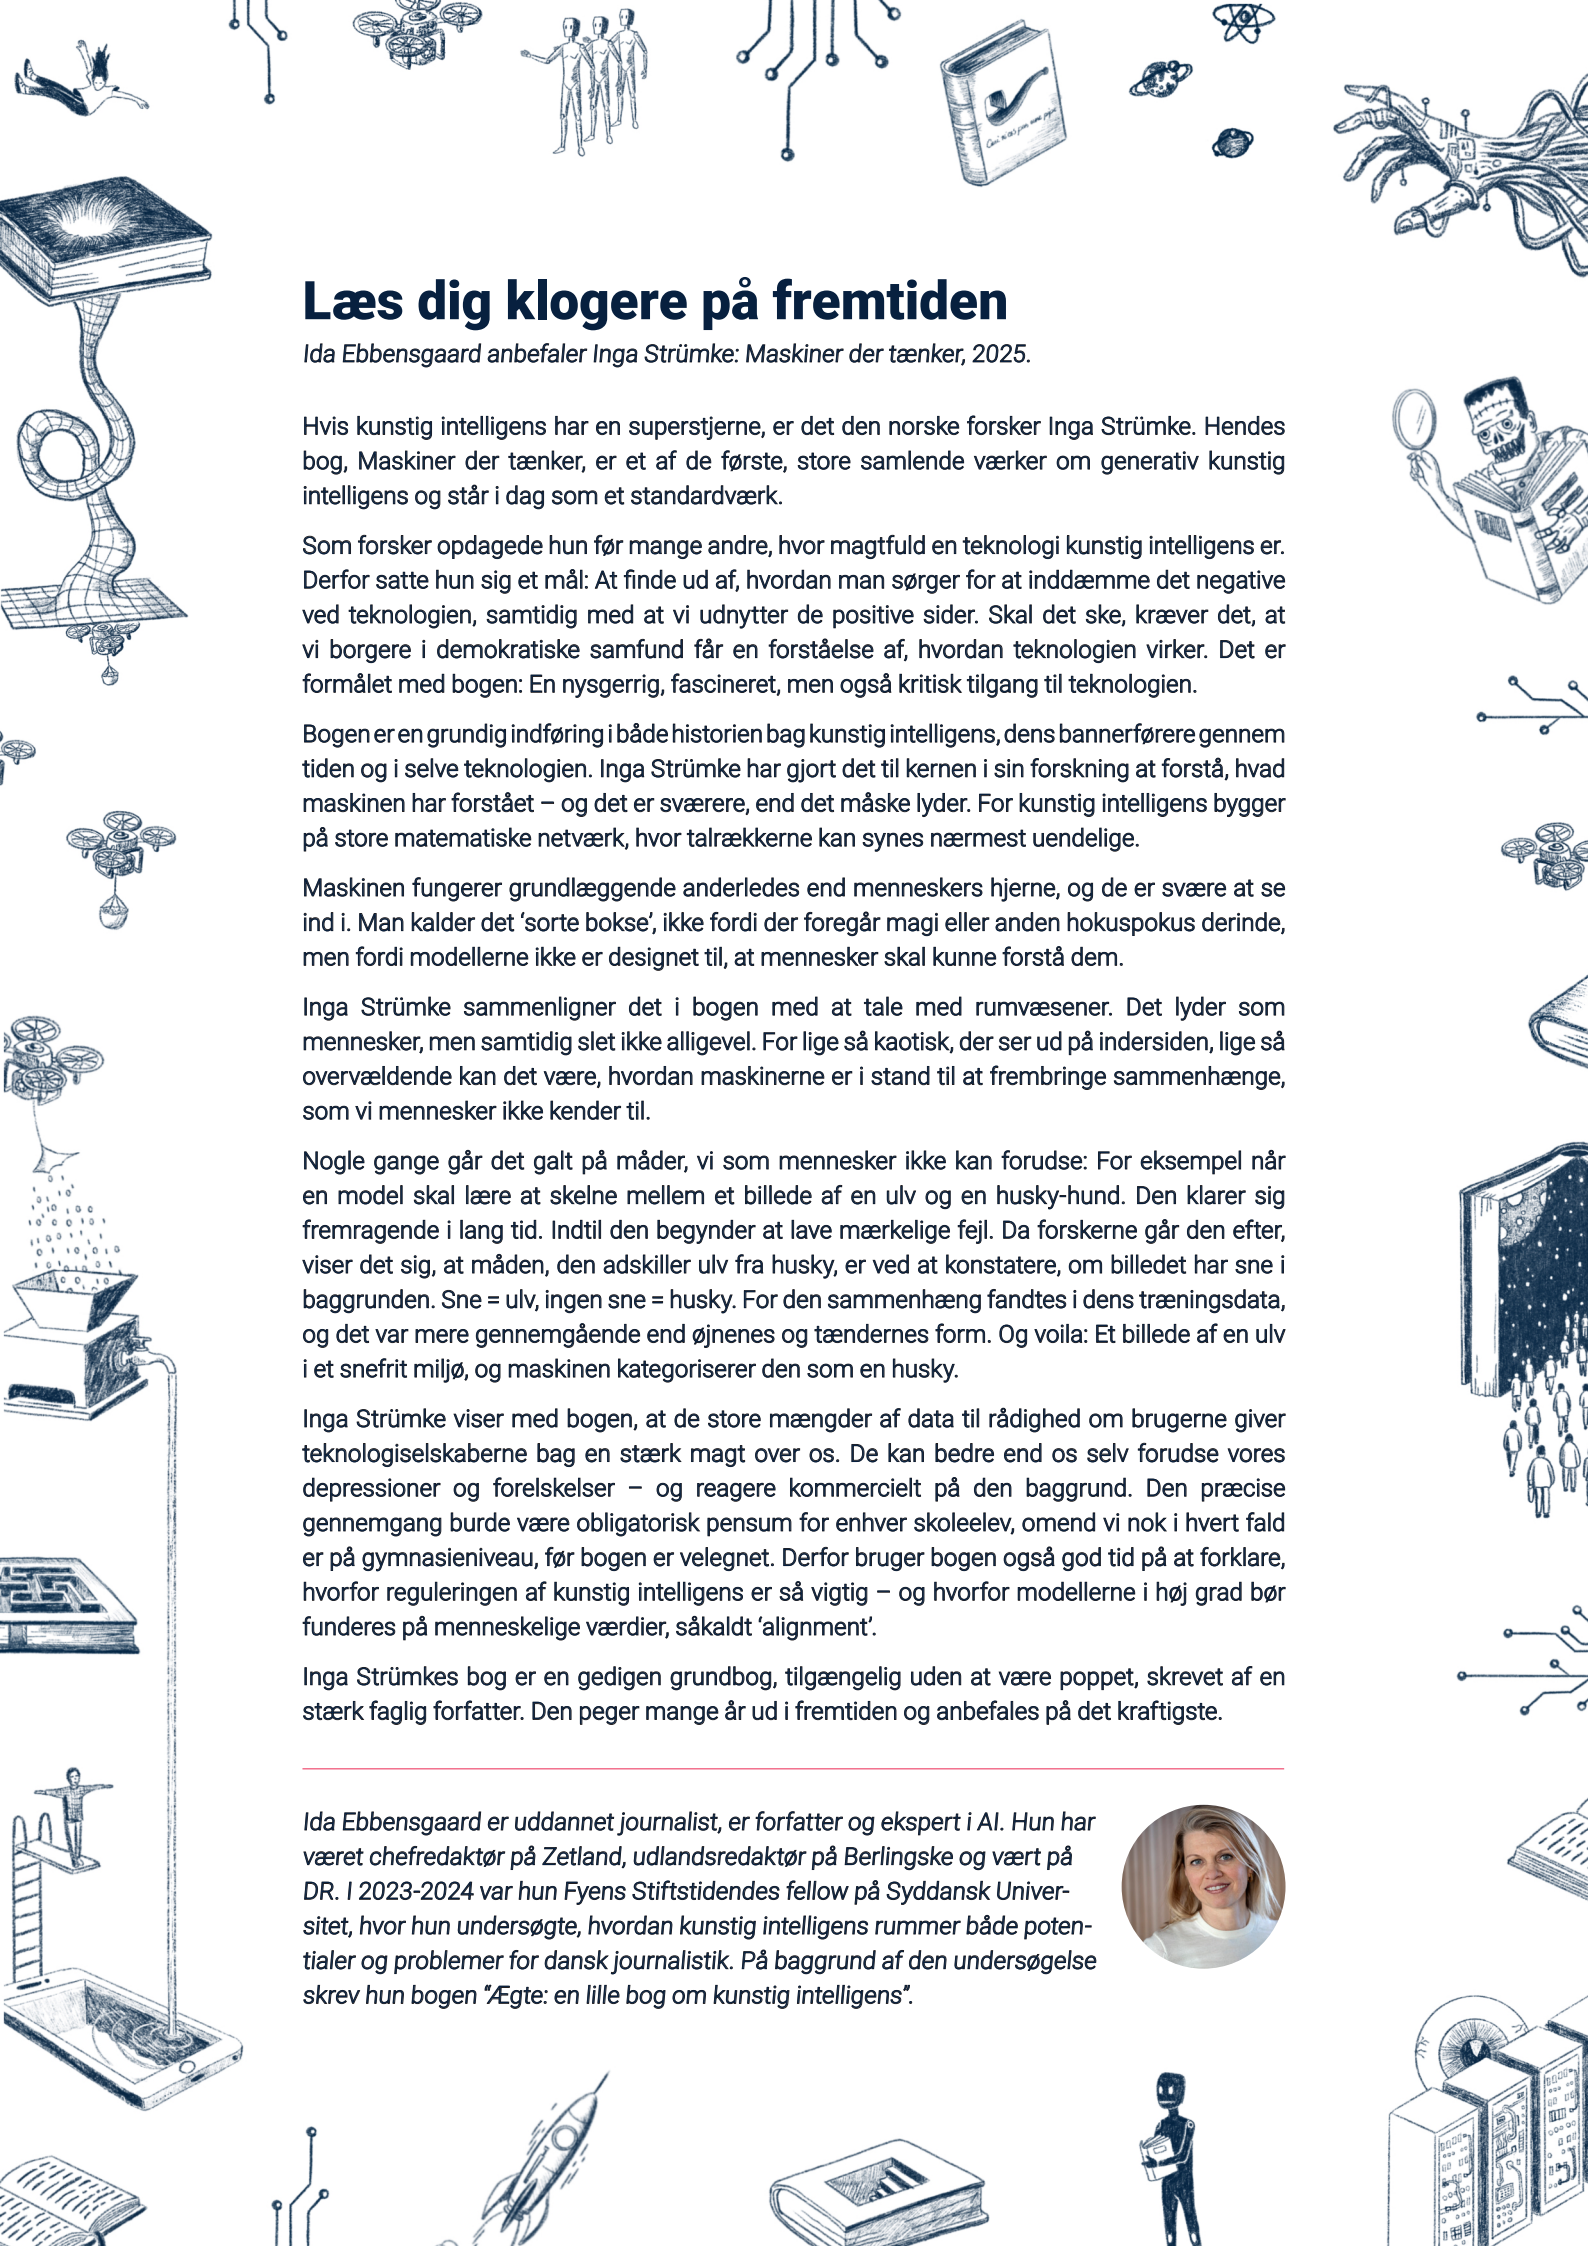 Læs dig klogere på fremtiden
Ida Ebbensgaard anbefaler Inga Strümke: Maskiner der tænker, 2025.
Hvis kunstig intelligens har en superstjerne, er det den norske forsker Inga Strümke. Hendes
bog, Maskiner der tænker, er et af de første, store samlende værker om generativ kunstig
intelligens og står i dag som et standardværk.
Som forsker opdagede hun før mange andre, hvor magtfuld en teknologi kunstig intelligens er.
Derfor satte hun sig et mål: At finde ud af, hvordan man sørger for at inddæmme det negative
ved teknologien, samtidig med at vi udnytter de positive sider. Skal det ske, kræver det, at
vi borgere i demokratiske samfund får en forståelse af, hvordan teknologien virker. Det er
formålet med bogen: En nysgerrig, fascineret, men også kritisk tilgang til teknologien.
Bogen er en grundig indføring i både historien bag kunstig intelligens, dens bannerførere gennem
tiden og i selve teknologien. Inga Strümke har gjort det til kernen i sin forskning at forstå, hvad
maskinen har forstået – og det er sværere, end det måske lyder. For kunstig intelligens bygger
på store matematiske netværk, hvor talrækkerne kan synes nærmest uendelige.
Maskinen fungerer grundlæggende anderledes end menneskers hjerne, og de er svære at se
ind i. Man kalder det ‘sorte bokse’, ikke fordi der foregår magi eller anden hokuspokus derinde,
men fordi modellerne ikke er designet til, at mennesker skal kunne forstå dem.
Inga Strümke sammenligner det i bogen med at tale med rumvæsener. Det lyder som
mennesker, men samtidig slet ikke alligevel. For lige så kaotisk, der ser ud på indersiden, lige så
overvældende kan det være, hvordan maskinerne er i stand til at frembringe sammenhænge,
som vi mennesker ikke kender til.
Nogle gange går det galt på måder, vi som mennesker ikke kan forudse: For eksempel når
en model skal lære at skelne mellem et billede af en ulv og en husky-hund. Den klarer sig
fremragende i lang tid. Indtil den begynder at lave mærkelige fejl. Da forskerne går den efter,
viser det sig, at måden, den adskiller ulv fra husky, er ved at konstatere, om billedet har sne i
baggrunden. Sne = ulv, ingen sne = husky. For den sammenhæng fandtes i dens træningsdata,
og det var mere gennemgående end øjnenes og tændernes form. Og voila: Et billede af en ulv
i et snefrit miljø, og maskinen kategoriserer den som en husky.
Inga Strümke viser med bogen, at de store mængder af data til rådighed om brugerne giver
teknologiselskaberne bag en stærk magt over os. De kan bedre end os selv forudse vores
depressioner og forelskelser – og reagere kommercielt på den baggrund. Den præcise
gennemgang burde være obligatorisk pensum for enhver skoleelev, omend vi nok i hvert fald
er på gymnasieniveau, før bogen er velegnet. Derfor bruger bogen også god tid på at forklare,
hvorfor reguleringen af kunstig intelligens er så vigtig – og hvorfor modellerne i høj grad bør
funderes på menneskelige værdier, såkaldt ‘alignment’.
Inga Strümkes bog er en gedigen grundbog, tilgængelig uden at være poppet, skrevet af en
stærk faglig forfatter. Den peger mange år ud i fremtiden og anbefales på det kraftigste.
Ida Ebbensgaard er uddannet journalist, er forfatter og ekspert i AI. Hun har
været chefredaktør på Zetland, udlandsredaktør på Berlingske og vært på
DR. I 2023-2024 var hun Fyens Stiftstidendes fellow på Syddansk Univer-
sitet, hvor hun undersøgte, hvordan kunstig intelligens rummer både poten-
tialer og problemer for dansk journalistik. På baggrund af den undersøgelse
skrev hun bogen “Ægte: en lille bog om kunstig intelligens”.